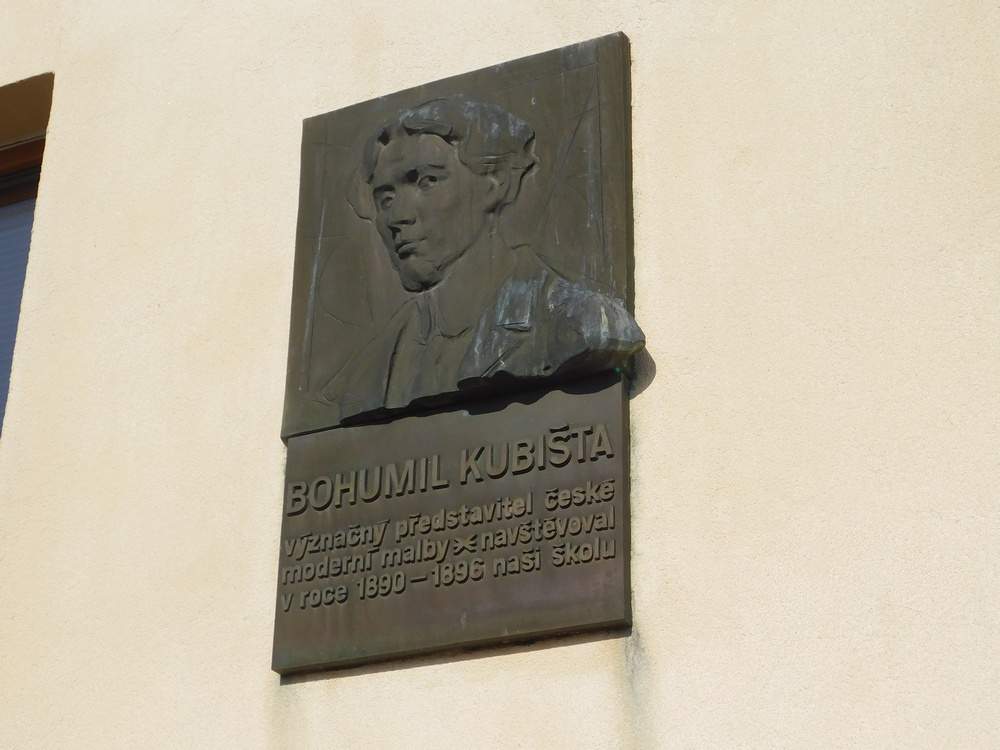 BOHUMIL KUBIŠTA
význačný představitel české
moderní malby × navštěvoval
v roce 1890 – 1896 naši školu